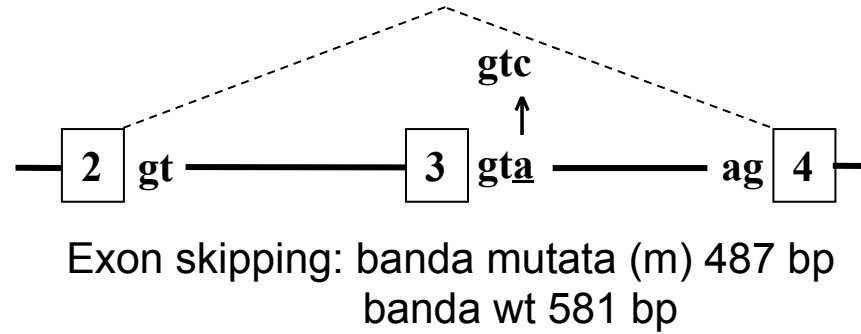 gtc
2 gt 3 gta ag 4
Exon skipping: banda mutata (m) 487 bp
banda wt 581 bp